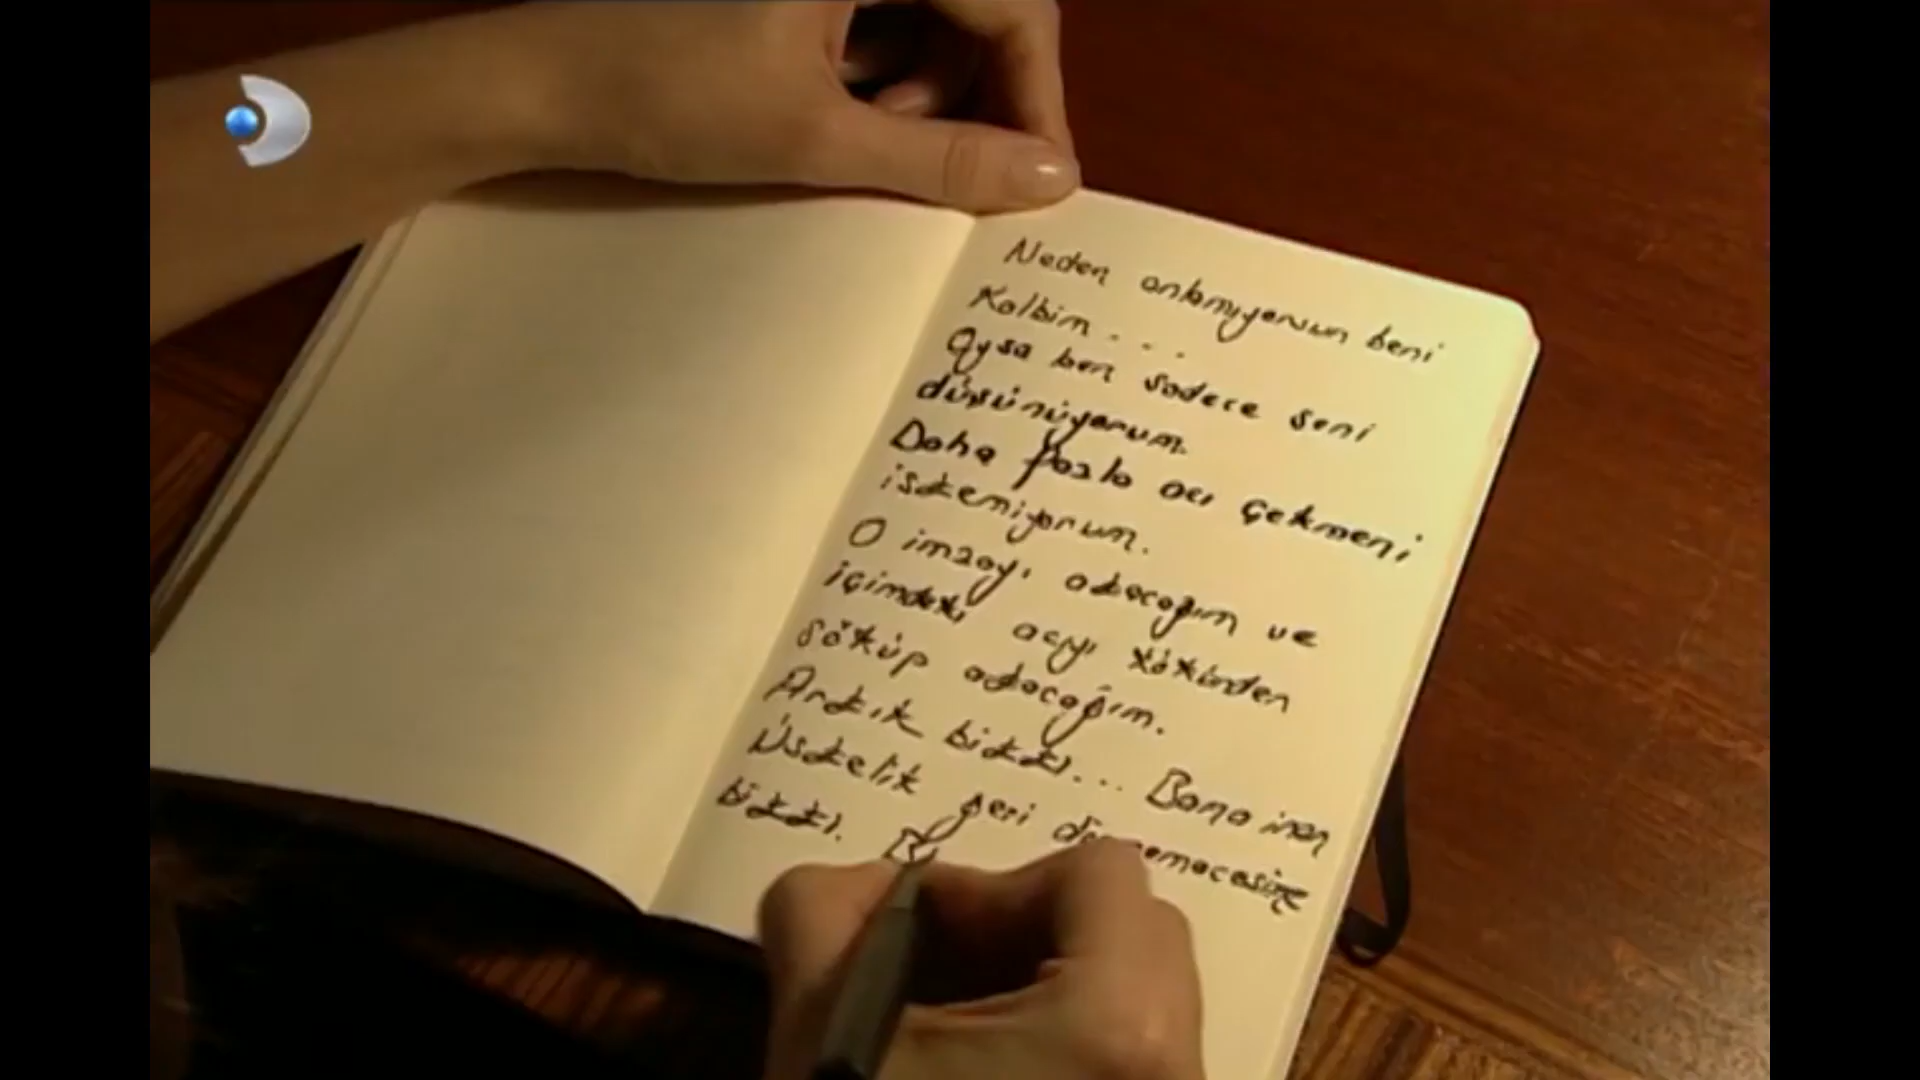 Neden anlamıyorsun beni
Kalbim...
Oysa ben sadece seni
düşünüyorum.
Daha fazla acı çekmeni
istemiyorum.
O imzayı atacağım ve
içimdeki acıyı kökünden
söküp atacağım.
Artık bitti... Bana inan
Üstelik geri
bitti. B